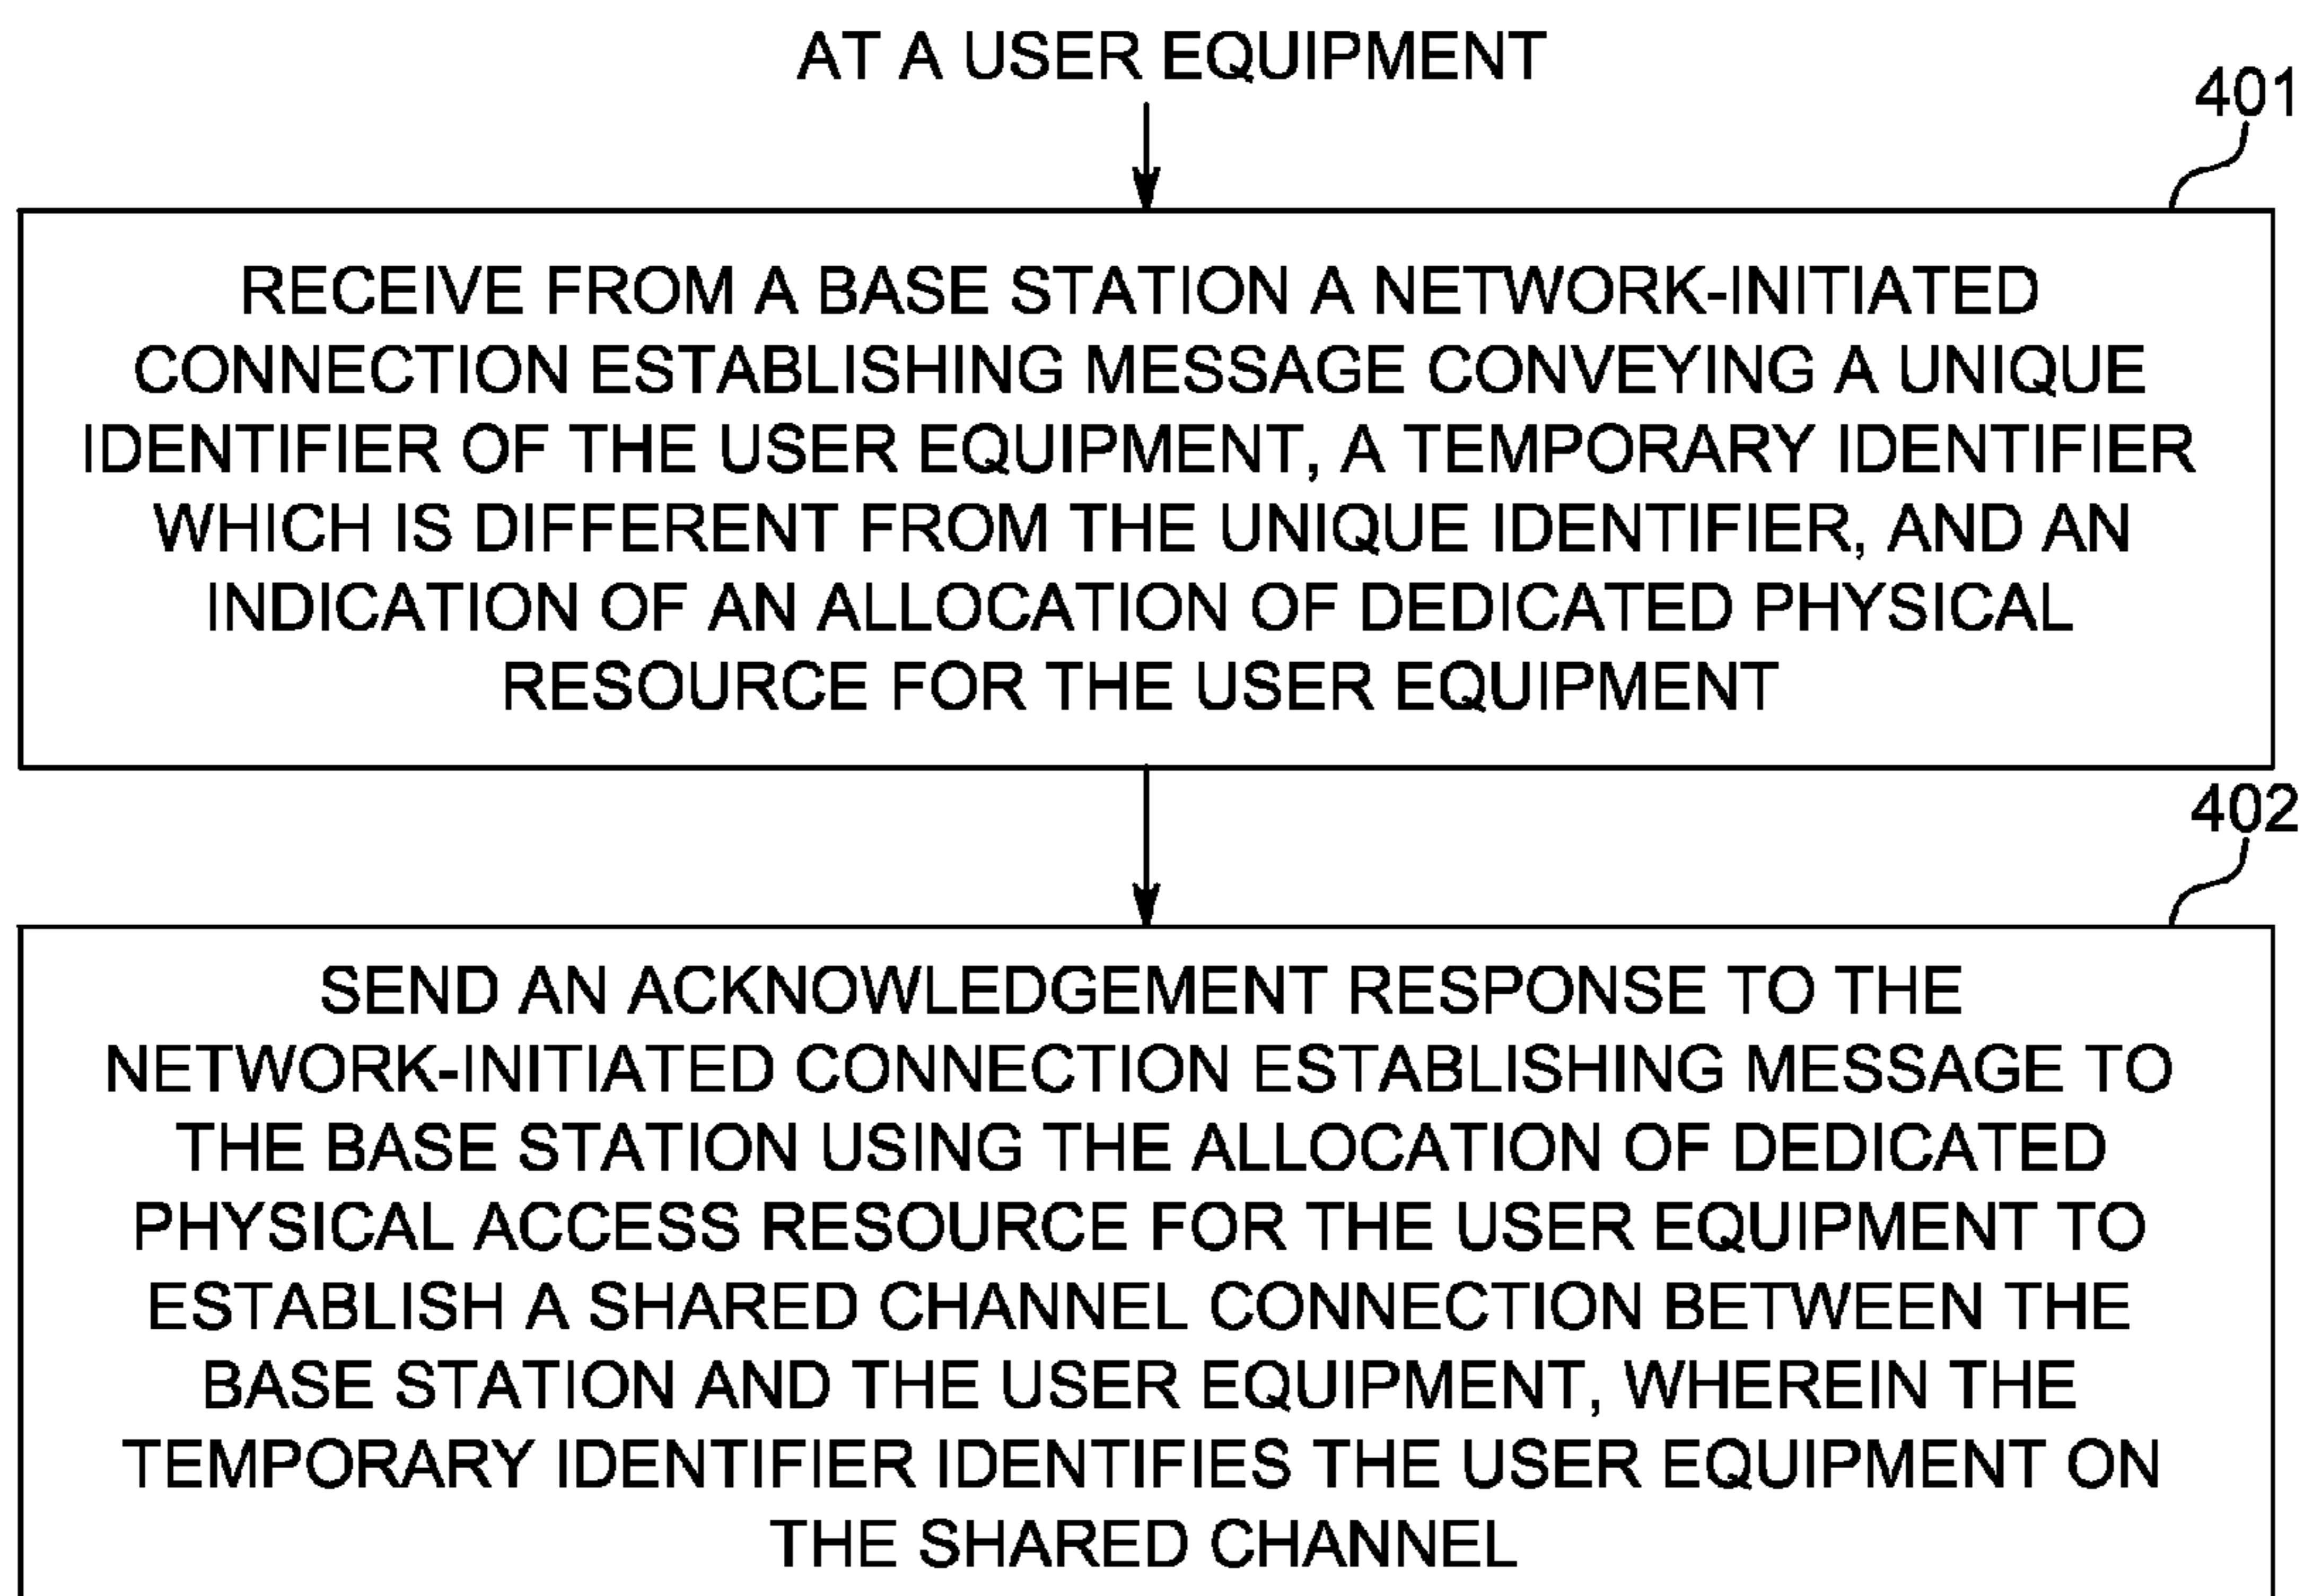 AT A USER EQUIPMENT
401
RECEIVE FROM A BASE STATION A NETWORK-INITIATED
CONNECTION ESTABLISHING MESSAGE CONVEYING A UNIQUE
IDENTIFIER OF THE USER EQUIPMENT, A TEMPORARY IDENTIFIER
WHICH IS DIFFERENT FROM THE UNIQUE IDENTIFIER, AND AN
INDICATION OF AN ALLOCATION OF DEDICATED PHYSICAL
RESOURCE FOR THE USER EQUIPMENT
402
SEND AN ACKNOWLEDGEMENT RESPONSE TO THE
NETWORK-INITIATED CONNECTION ESTABLISHING MESSAGE TO
THE BASE STATION USING THE ALLOCATION OF DEDICATED
PHYSICAL ACCESS RESOURCE FOR THE USER EQUIPMENT TO
ESTABLISH A SHARED CHANNEL CONNECTION BETWEEN THE
BASE STATION AND THE USER EQUIPMENT, WHEREIN THE
TEMPORARY IDENTIFIER IDENTIFIES THE USER EQUIPMENT ON
THE SHARED CHANNEL